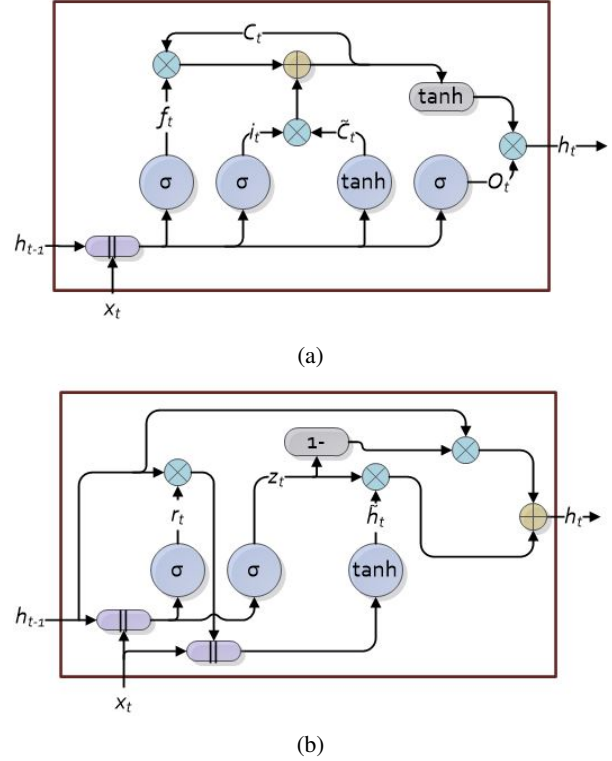 C_t
tanh
f_t
i_t
C̃_t
h_t
σ
σ
tanh
σ
O_t
h_{t-1}
||
x_t
(a)
1-
z_t
r_t
h̃_t
h_t
σ
σ
tanh
h_{t-1}
||
||
x_t
(b)